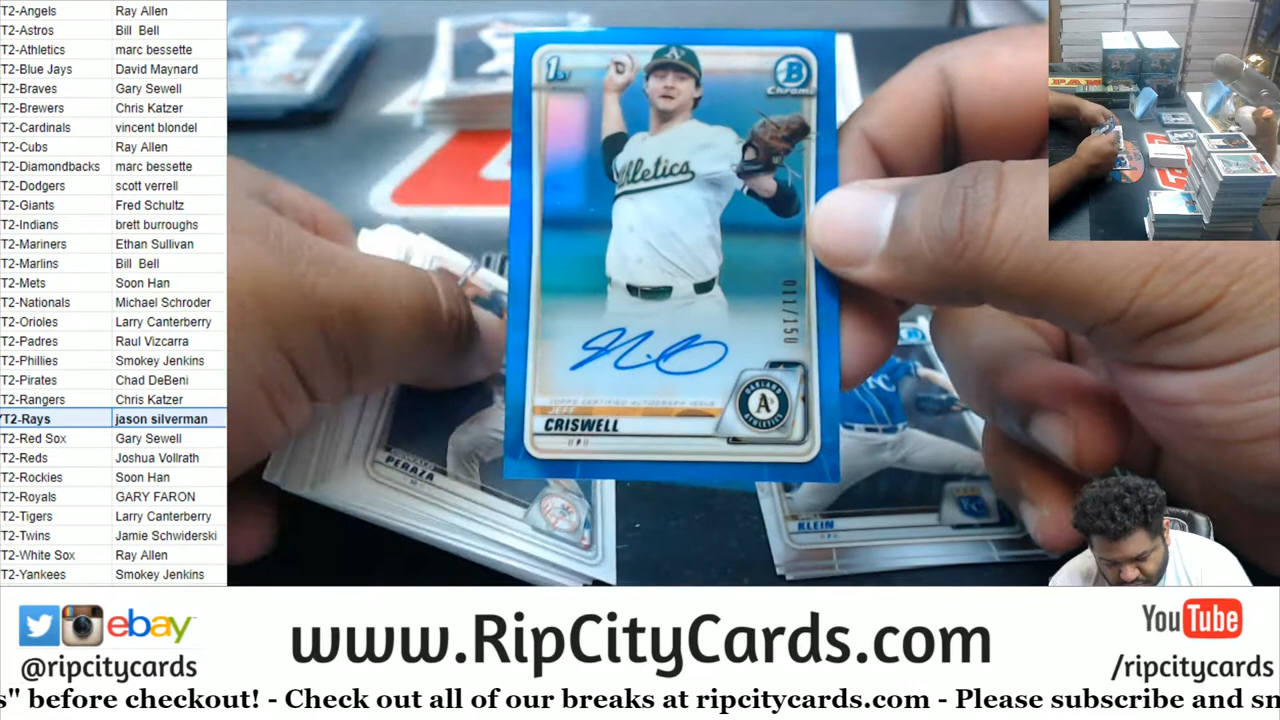 T2-Angels Ray Allen
T2-Astros Bill Bell
T2-Athletics marc bessette
T2-Blue Jays David Maynard
T2-Braves Gary Sewell
T2-Brewers Chris Katzer
T2-Cardinals vincent blondel
T2-Cubs Ray Allen
T2-Diamondbacks marc bessette
T2-Dodgers scott verrell
T2-Giants Fred Schultz
T2-Indians brett burroughs
T2-Mariners Ethan Sullivan
T2-Marlins Bill Bell
T2-Mets Soon Han
T2-Nationals Michael Schroder
T2-Orioles Larry Canterberry
T2-Padres Raul Vizcarra
T2-Phillies Smokey Jenkins
T2-Pirates Chad DeBeni
T2-Rangers Chris Katzer
T2-Rays jason silverman
T2-Red Sox Gary Sewell
T2-Reds Joshua Vollrath
T2-Rockies Soon Han
T2-Royals GARY FARON
T2-Tigers Larry Canterberry
T2-Twins Jamie Schwiderski
T2-White Sox Ray Allen
T2-Yankees Smokey Jenkins
1st
B
Chrome
A
Athletics
011/150
TOPPS CERTIFIED AUTOGRAPH ISSUE
JEFF
CRISWELL
P
OAKLAND
A's
ATHLETICS
PERAZA
KLEIN
KC
ebay
@ripcitycards
www.RipCityCards.com
YouTube
/ripcitycards
s" before checkout! - Check out all of our breaks at ripcitycards.com - Please subscribe and sm